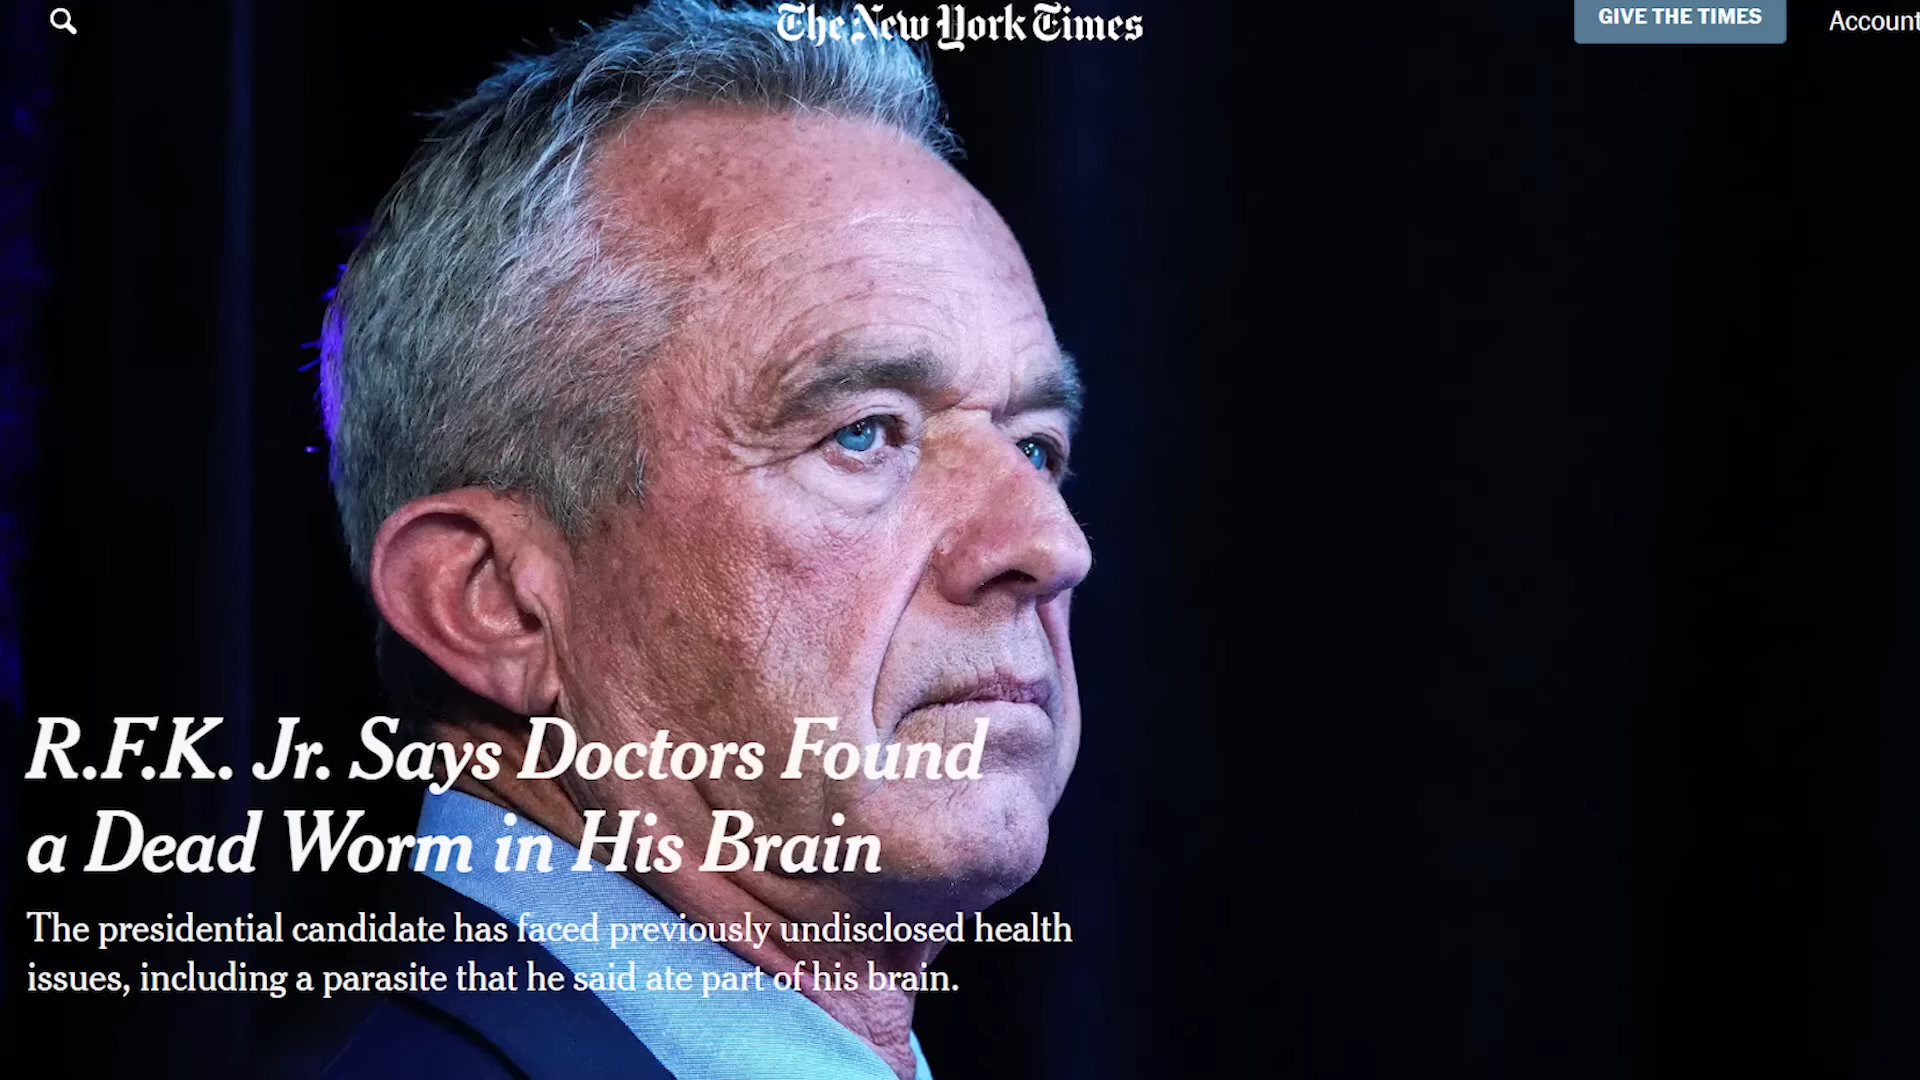 The New York Times
GIVE THE TIMES
Account
R.F.K. Jr. Says Doctors Found
a Dead Worm in His Brain
The presidential candidate has faced previously undisclosed health
issues, including a parasite that he said ate part of his brain.